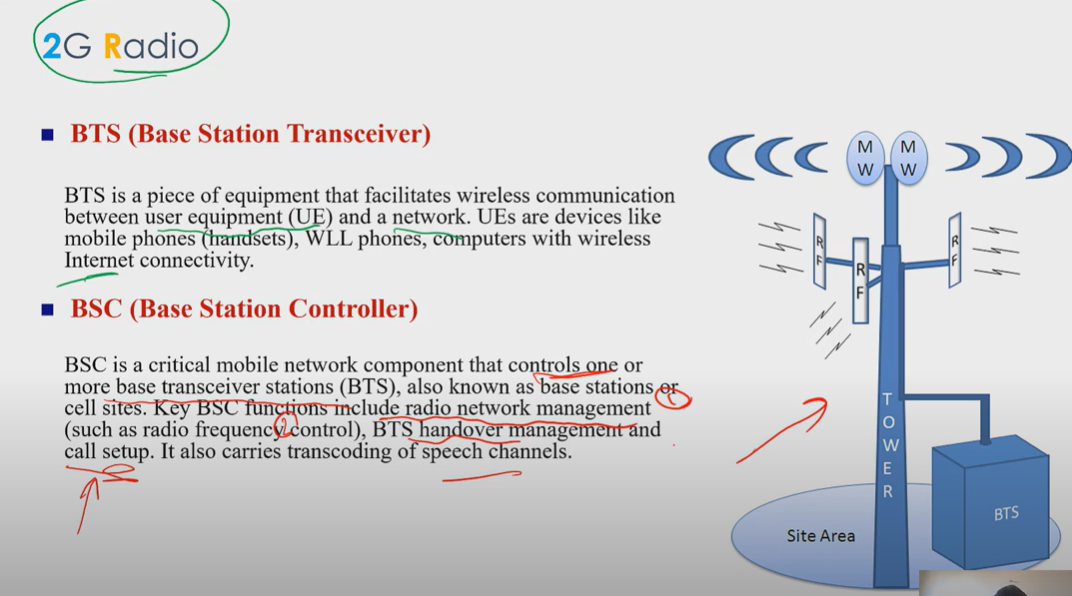 2G Radio
BTS (Base Station Transceiver)
BTS is a piece of equipment that facilitates wireless communication
between user equipment (UE) and a network. UEs are devices like
mobile phones (handsets), WLL phones, computers with wireless
Internet connectivity.
BSC (Base Station Controller)
BSC is a critical mobile network component that controls one or
more base transceiver stations (BTS), also known as base stations or
cell sites. Key BSC functions include radio network management
(such as radio frequency control), BTS handover management and
call setup. It also carries transcoding of speech channels.
1
2
MW
MW
RF
RF
RF
TOWER
BTS
Site Area